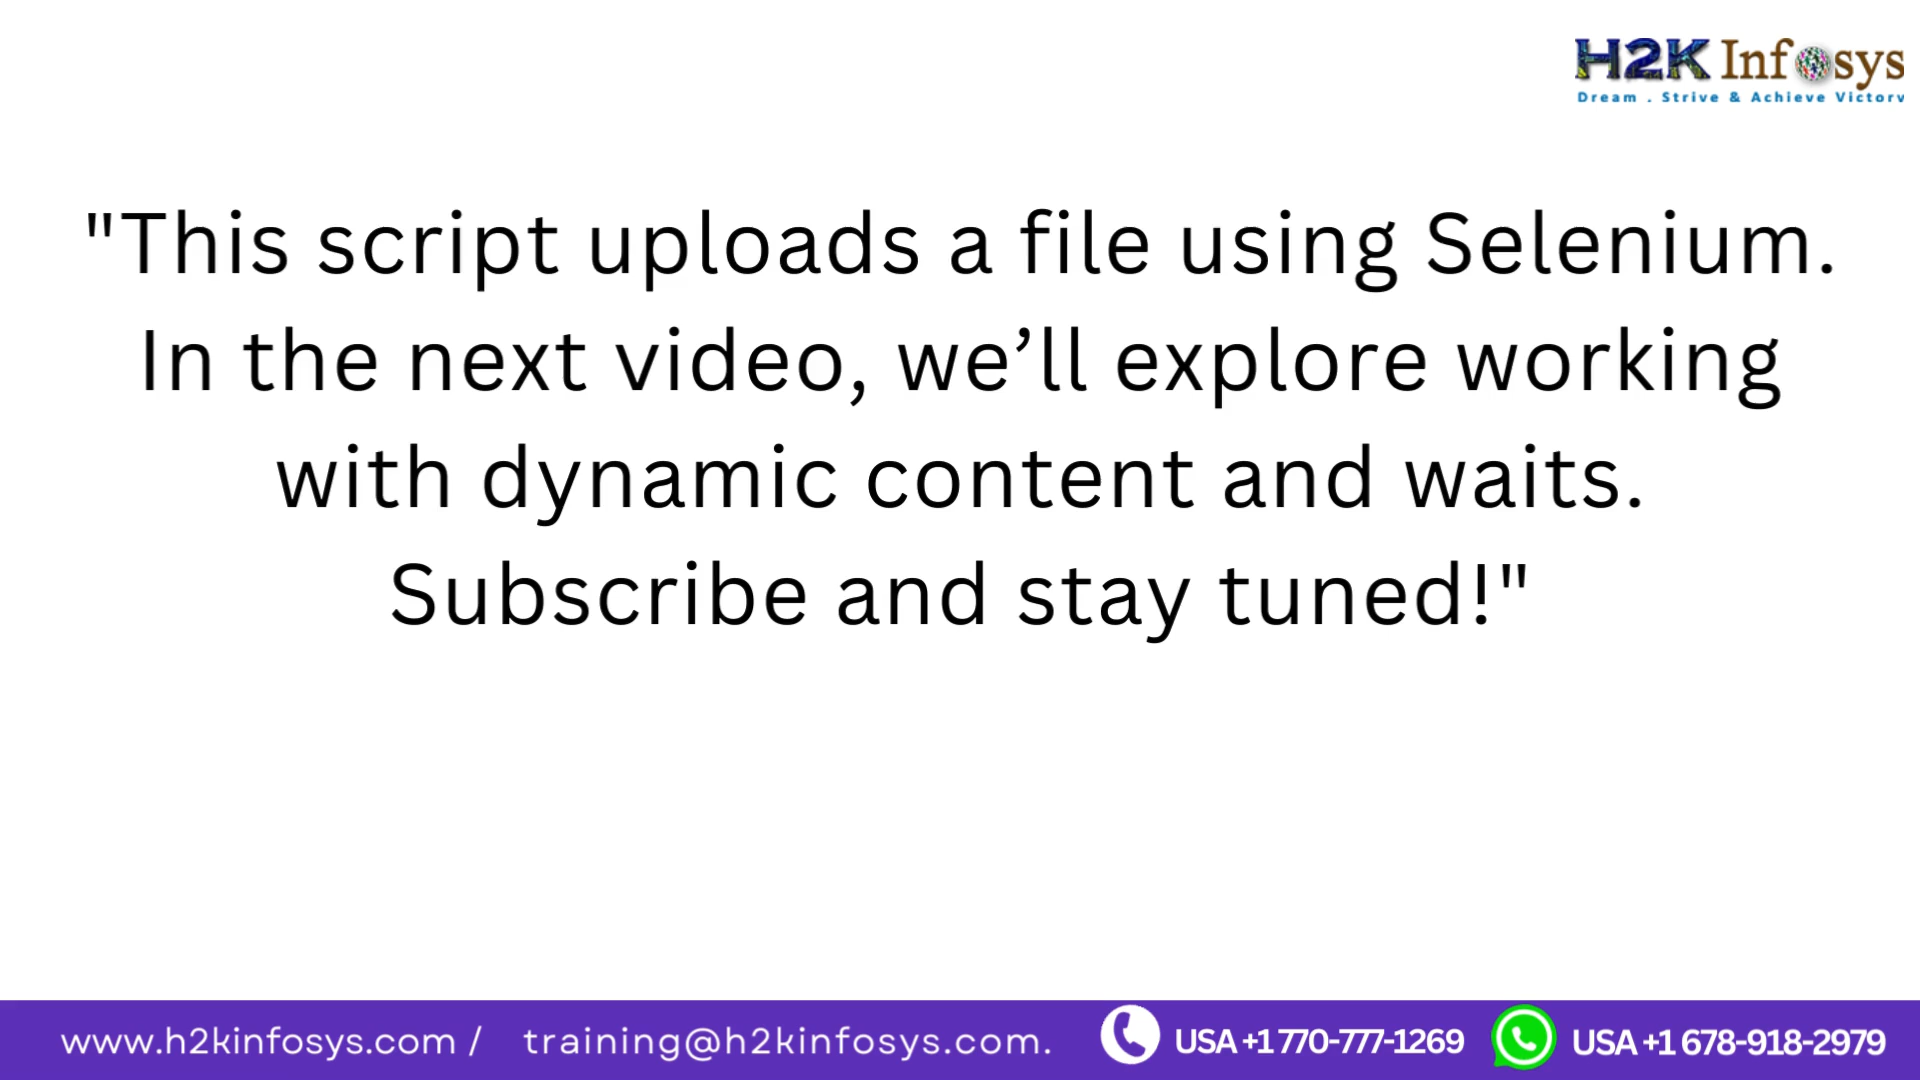 H2K Infosys
Dream . Strive & Achieve Victory
"This script uploads a file using Selenium.
In the next video, we’ll explore working
with dynamic content and waits.
Subscribe and stay tuned!"
www.h2kinfosys.com / training@h2kinfosys.com. USA +1 770-777-1269 USA +1 678-918-2979